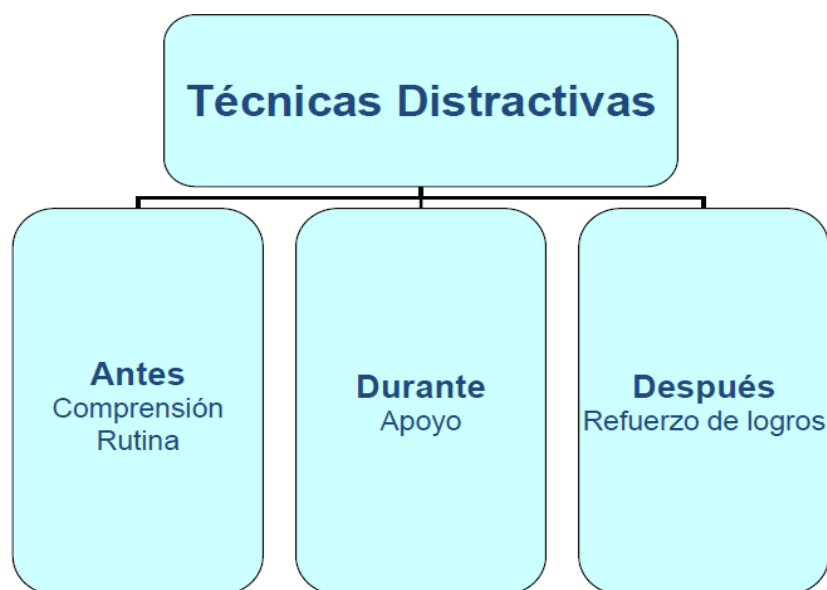 Técnicas Distractivas
Antes
Comprensión
Rutina
Durante
Apoyo
Después
Refuerzo de logros